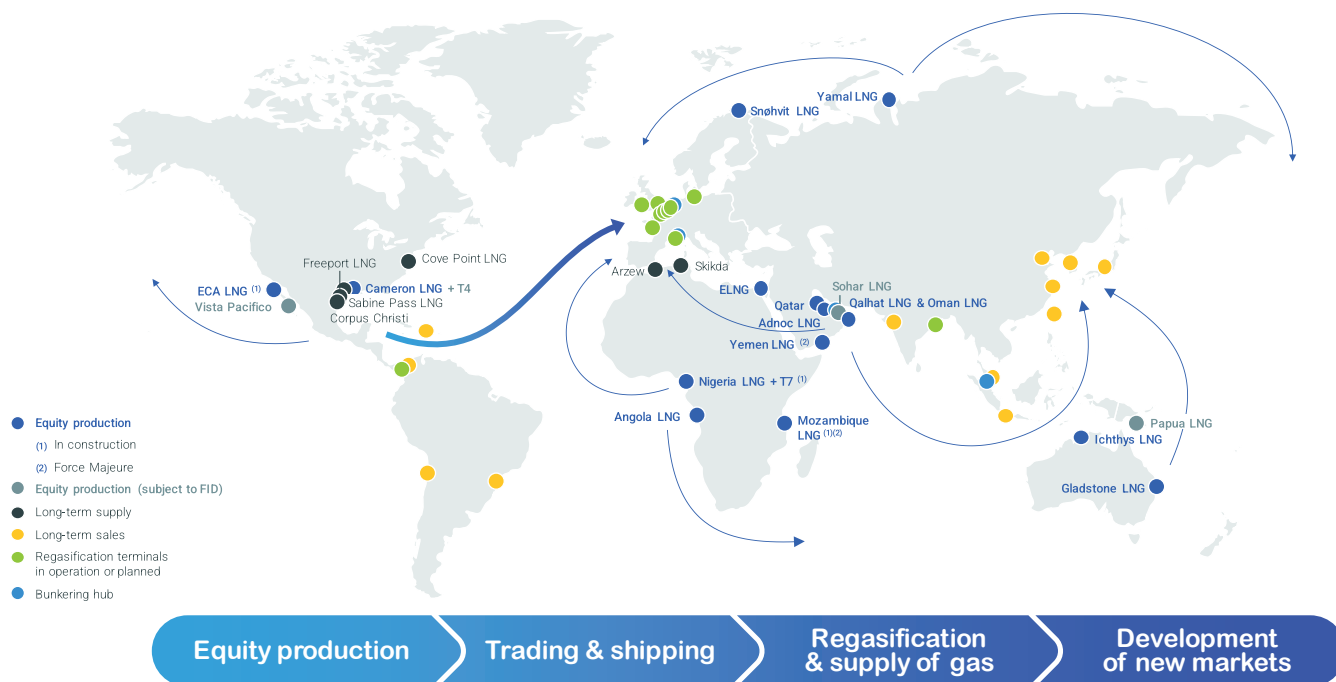 Yamal LNG
Snøhvit LNG
Cove Point LNG
Freeport LNG
Arzew
Skikda
ECA LNG (1)
Cameron LNG + T4
ELNG
Sohar LNG
Vista Pacifico
Sabine Pass LNG
Qatar
Qalhat LNG & Oman LNG
Corpus Christi
Adnoc LNG
Yemen LNG (2)
Nigeria LNG + T7 (1)
Angola LNG
Mozambique
LNG (1)(2)
Papua LNG
Ichthys LNG
Gladstone LNG
Equity production
(1) In construction
(2) Force Majeure
Equity production (subject to FID)
Long-term supply
Long-term sales
Regasification terminals
in operation or planned
Bunkering hub
Equity production
Trading & shipping
Regasification
& supply of gas
Development
of new markets